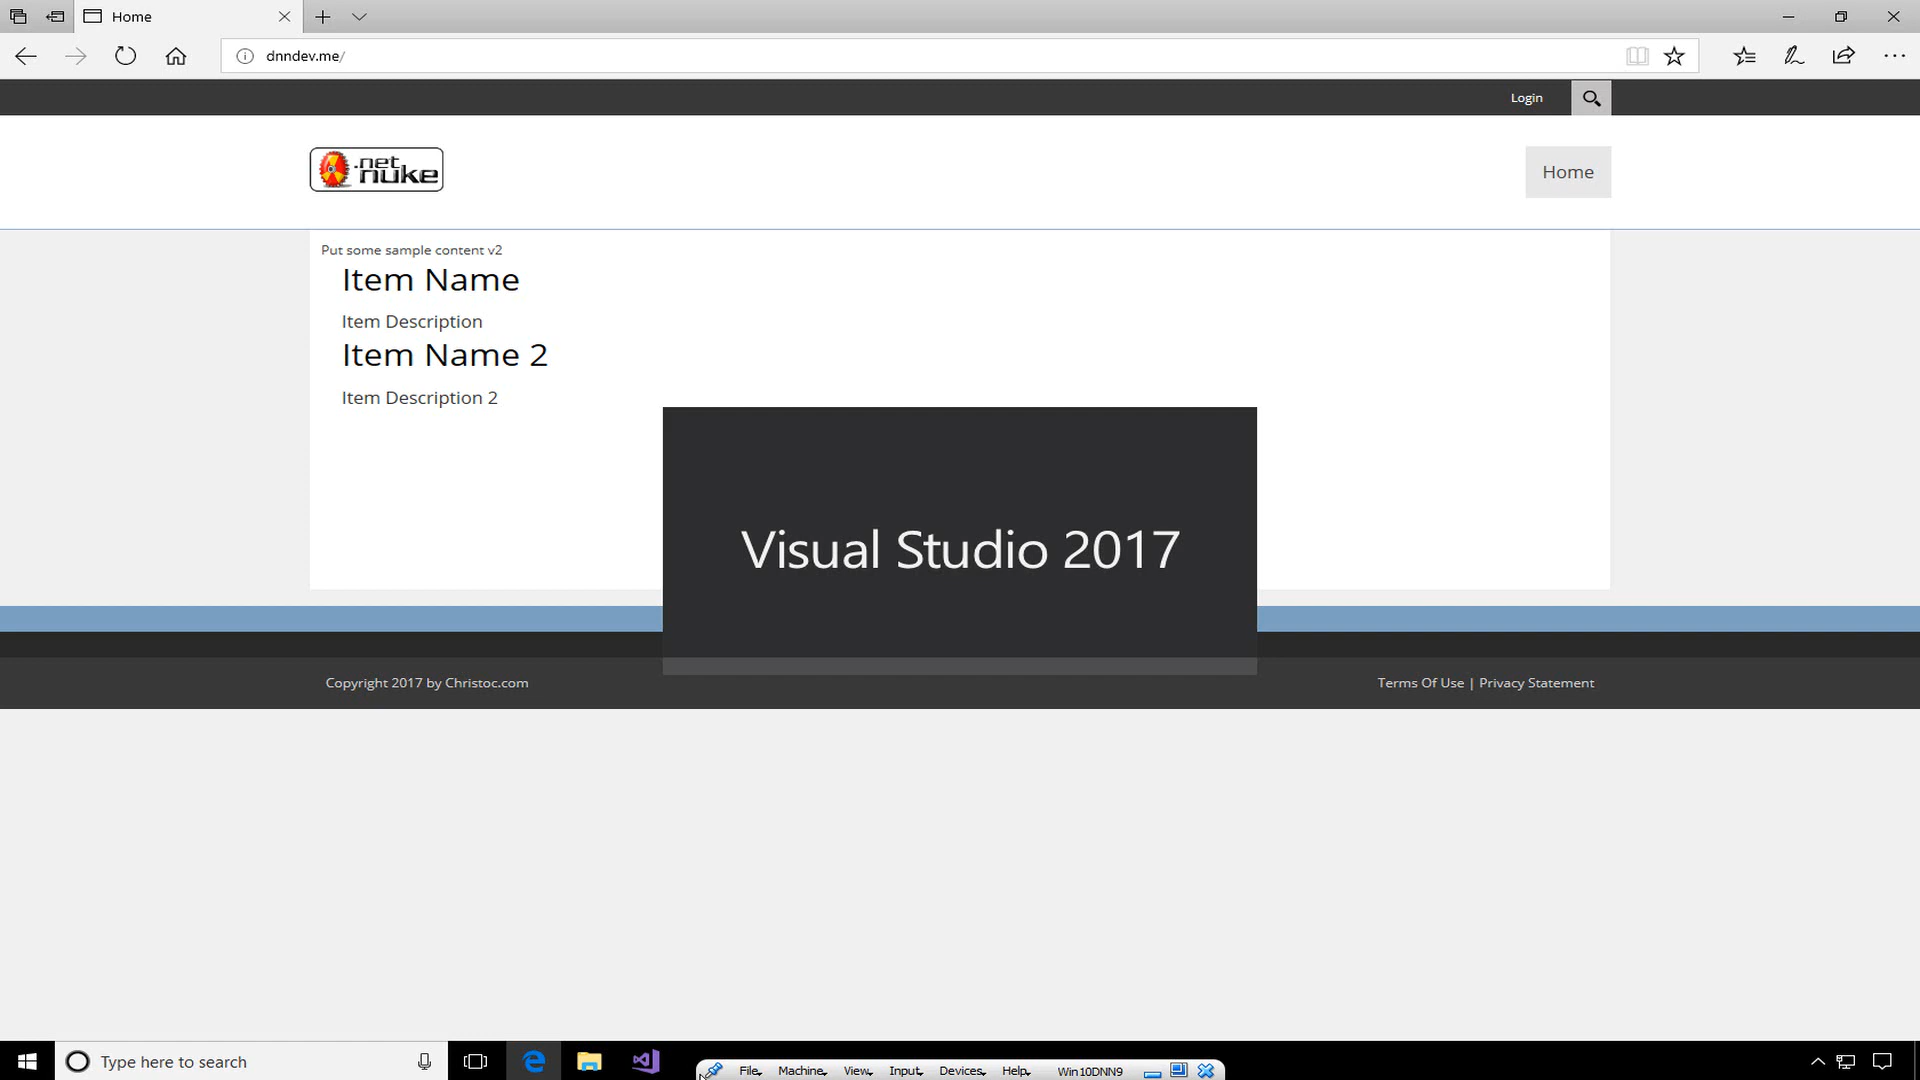 Home
dnndev.me/
Login
.net nuke
Home
Put some sample content v2
Item Name
Item Description
Item Name 2
Item Description 2
Visual Studio 2017
Copyright 2017 by Christoc.com
Terms Of Use | Privacy Statement
Type here to search
File Machine View Input Devices Help Win10DNN9